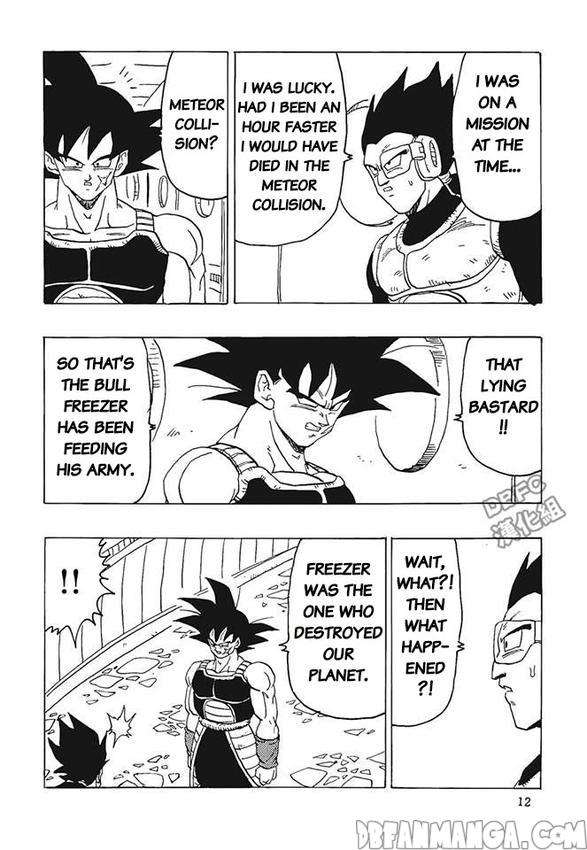 I WAS
ON A
MISSION
AT THE
TIME...
I WAS LUCKY.
HAD I BEEN AN
HOUR FASTER
I WOULD HAVE
DIED IN THE
METEOR
COLLISION.
METEOR
COLLI-
SION?
THAT
LYING
BASTARD
!!
SO THAT'S
THE BULL
FREEZER
HAS BEEN
FEEDING
HIS ARMY.
DBFC
漢化組
WAIT,
WHAT?!
THEN
WHAT
HAPP-
ENED
?!
FREEZER
WAS THE
ONE WHO
DESTROYED
OUR
PLANET.
!!
12
DBFANMANGA.COM